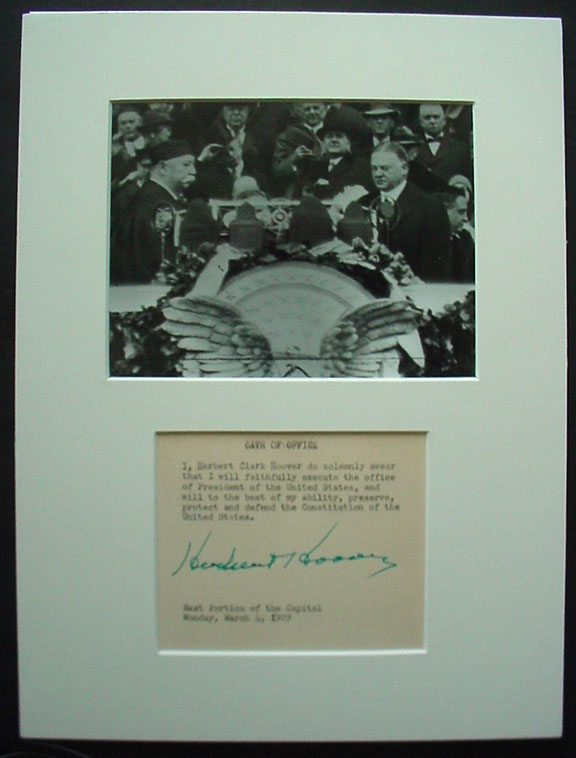 OATH OF OFFICE
I, Herbert Clark Hoover do solemnly swear
that I will faithfully execute the office
of President of the United States, and
will to the best of my ability, preserve,
protect and defend the Constitution of the
United States.
Herbert Hoover
East Portico of the Capitol
Monday, March 4, 1929